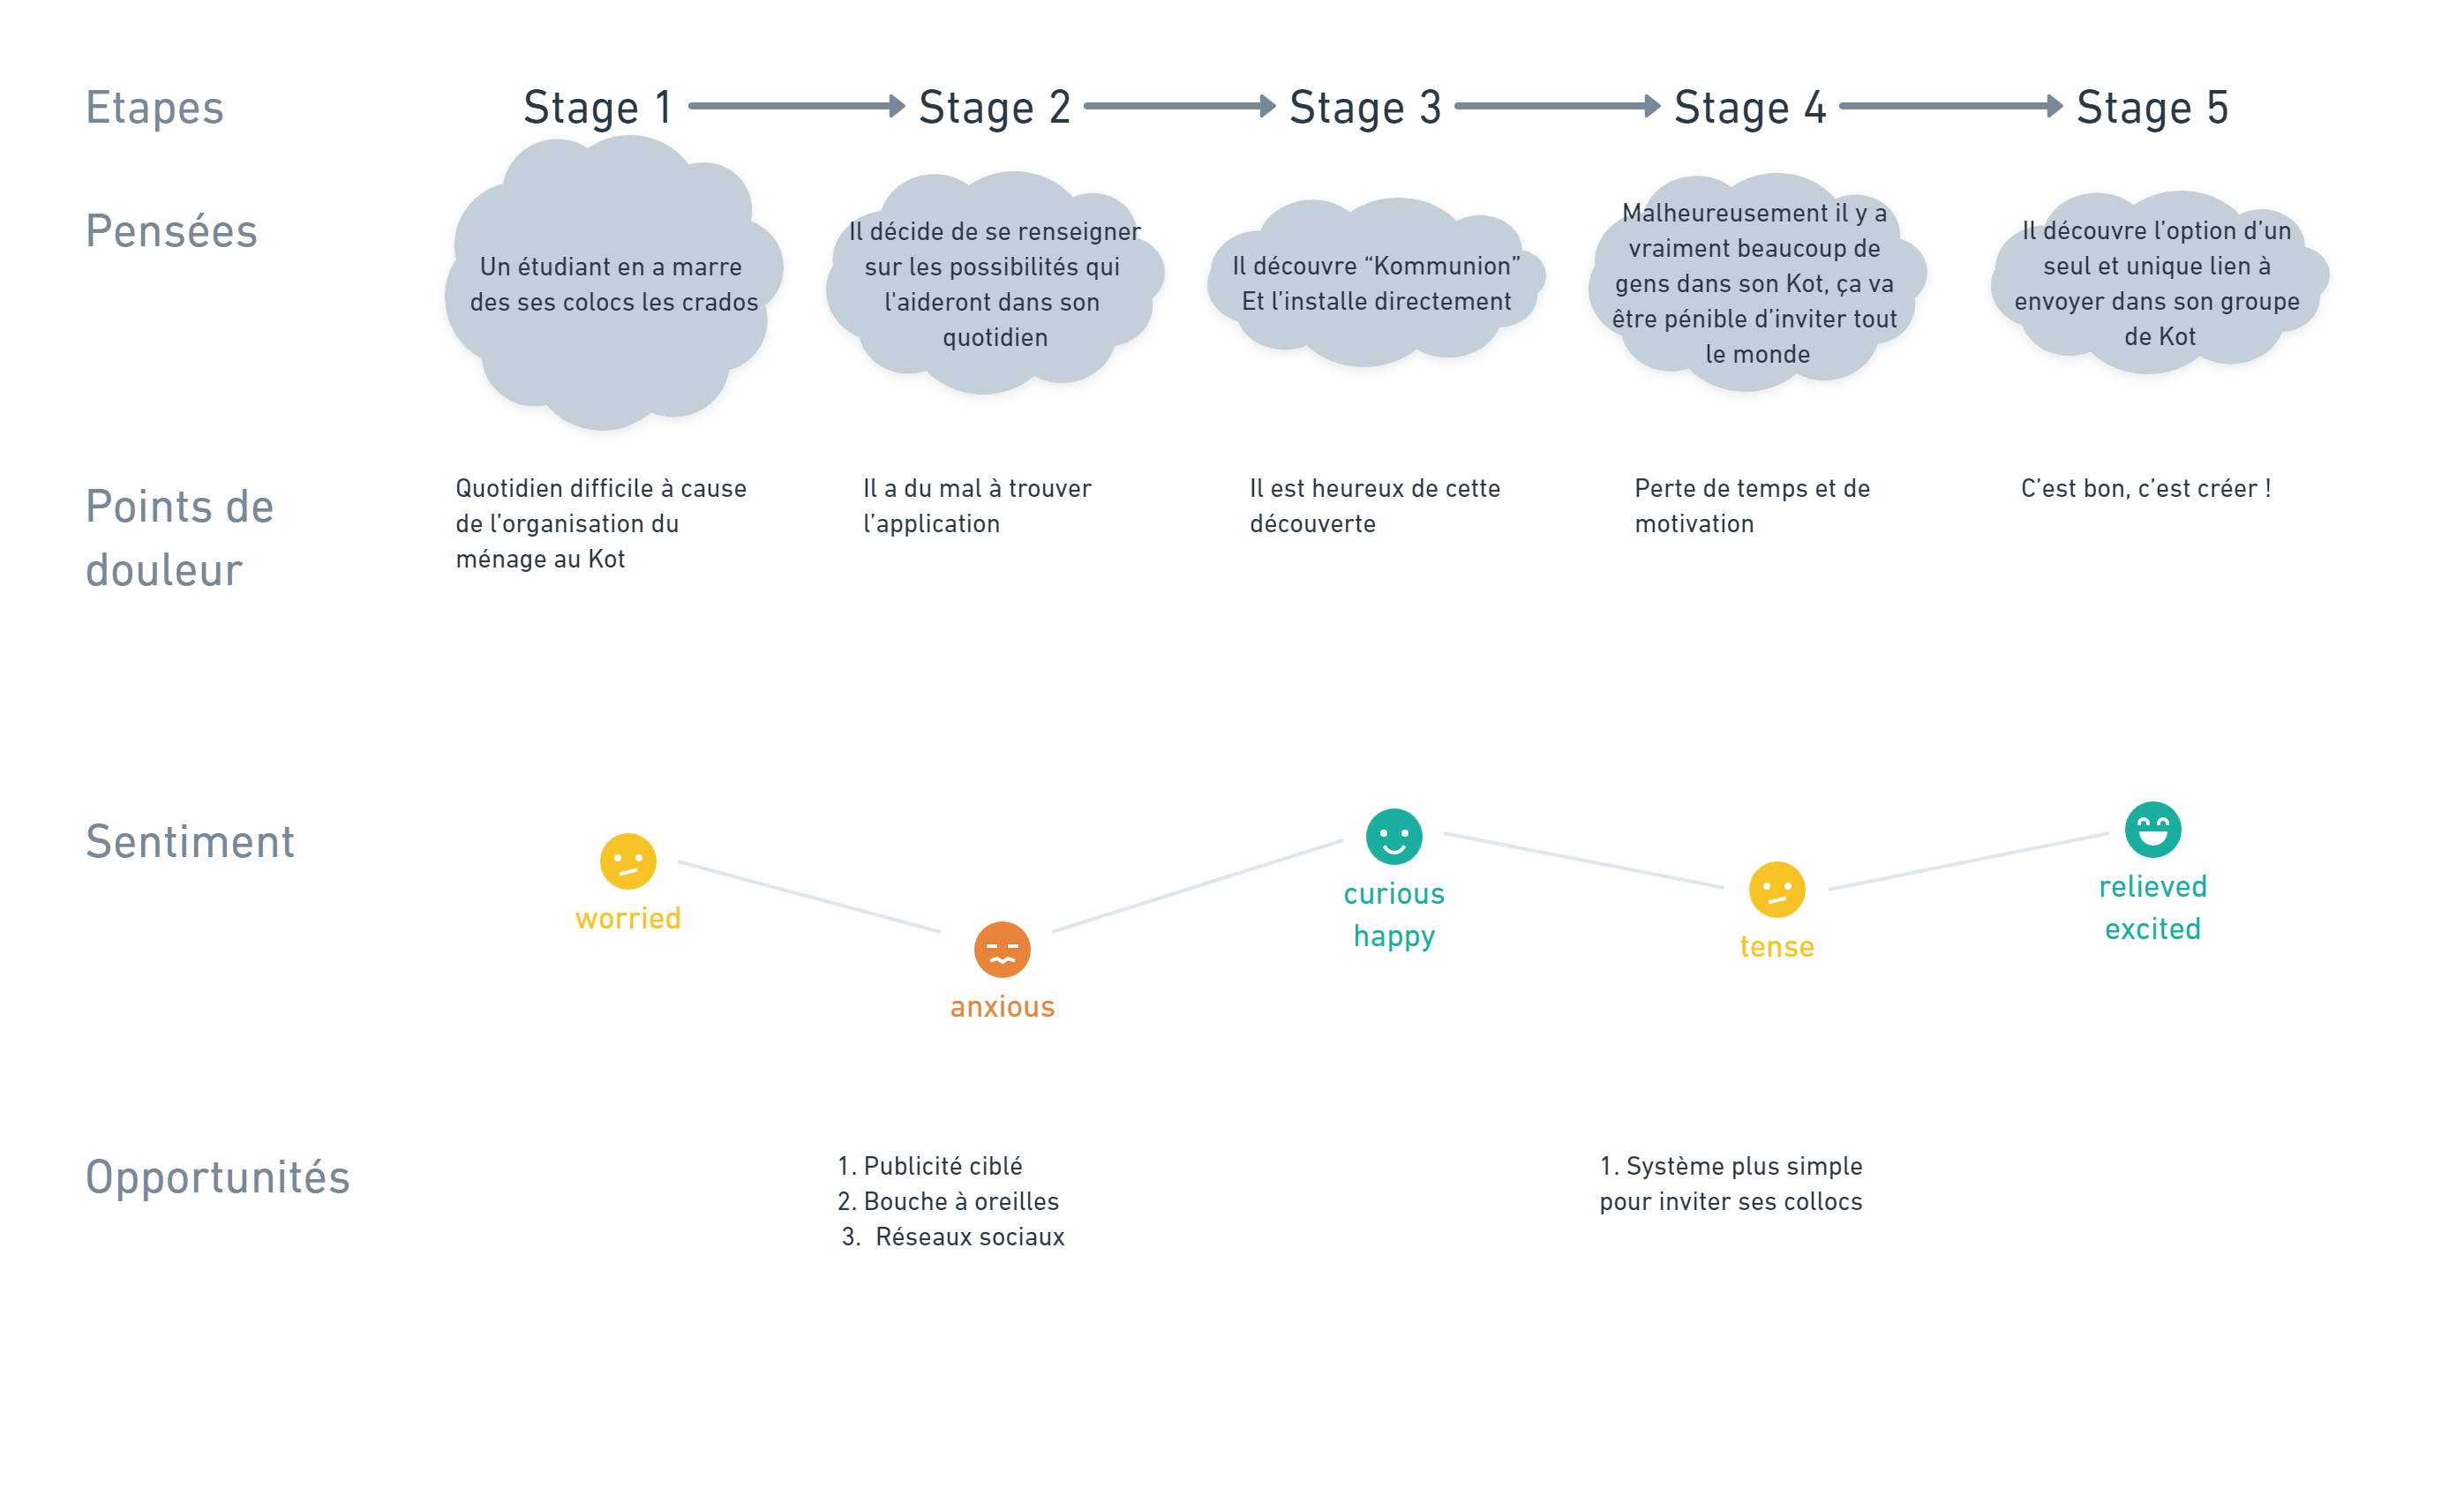 Etapes
Stage 1
Stage 2
Stage 3
Stage 4
Stage 5
Pensées
Un étudiant en a marre
des ses colocs les crados
Il décide de se renseigner
sur les possibilités qui
l'aideront dans son
quotidien
Il découvre “Kommunion”
Et l’installe directement
Malheureusement il y a
vraiment beaucoup de
gens dans son Kot, ça va
être pénible d’inviter tout
le monde
Il découvre l’option d’un
seul et unique lien à
envoyer dans son groupe
de Kot
Points de
douleur
Quotidien difficile à cause
de l’organisation du
ménage au Kot
Il a du mal à trouver
l’application
Il est heureux de cette
découverte
Perte de temps et de
motivation
C’est bon, c’est créer !
Sentiment
worried
anxious
curious
happy
tense
relieved
excited
Opportunités
1. Publicité ciblé
2. Bouche à oreilles
3. Réseaux sociaux
1. Système plus simple
pour inviter ses collocs